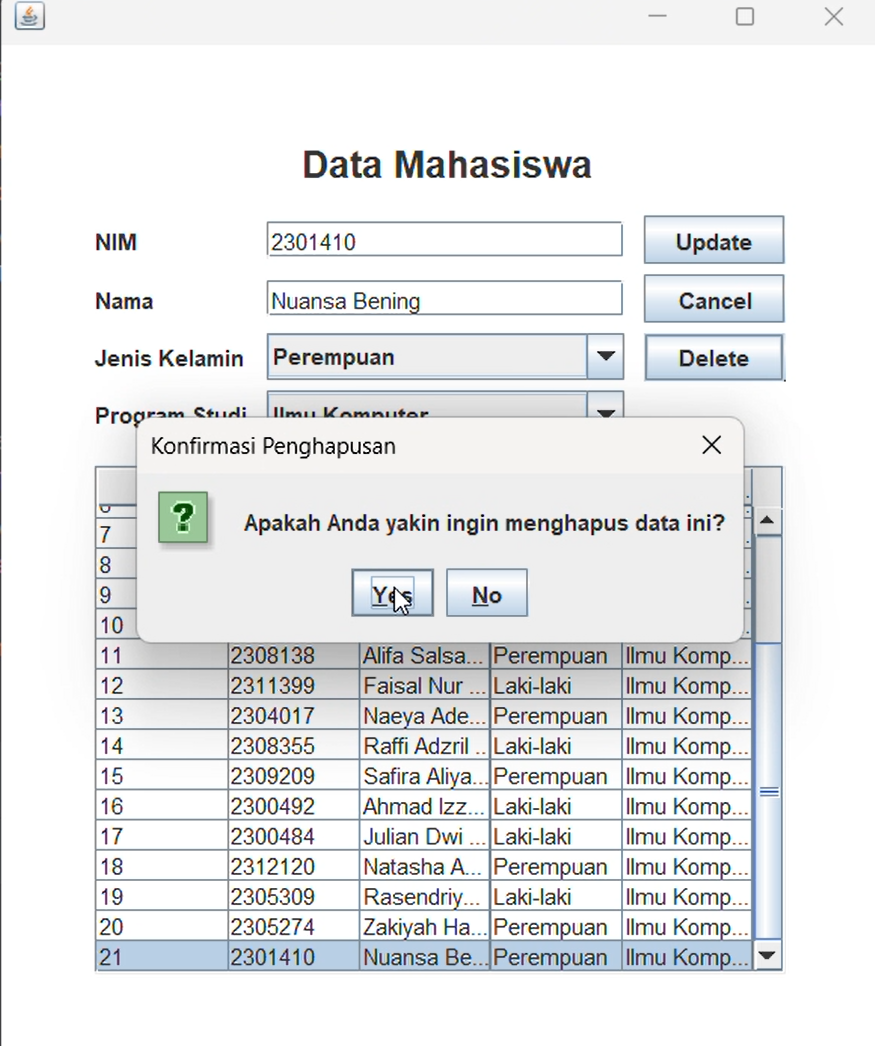 Data Mahasiswa
NIM 2301410 Update
Nama Nuansa Bening Cancel
Jenis Kelamin Perempuan Delete
Program Studi Ilmu Komputer
Konfirmasi Penghapusan
Apakah Anda yakin ingin menghapus data ini?
Yes No
7
8
9
10
11 2308138 Alifa Salsa... Perempuan Ilmu Komp...
12 2311399 Faisal Nur ... Laki-laki Ilmu Komp...
13 2304017 Naeya Ade... Perempuan Ilmu Komp...
14 2308355 Raffi Adzril ... Laki-laki Ilmu Komp...
15 2309209 Safira Aliya... Perempuan Ilmu Komp...
16 2300492 Ahmad Izz... Laki-laki Ilmu Komp...
17 2300484 Julian Dwi ... Laki-laki Ilmu Komp...
18 2312120 Natasha A... Perempuan Ilmu Komp...
19 2305309 Rasendriy... Laki-laki Ilmu Komp...
20 2305274 Zakiyah Ha... Perempuan Ilmu Komp...
21 2301410 Nuansa Be... Perempuan Ilmu Komp...